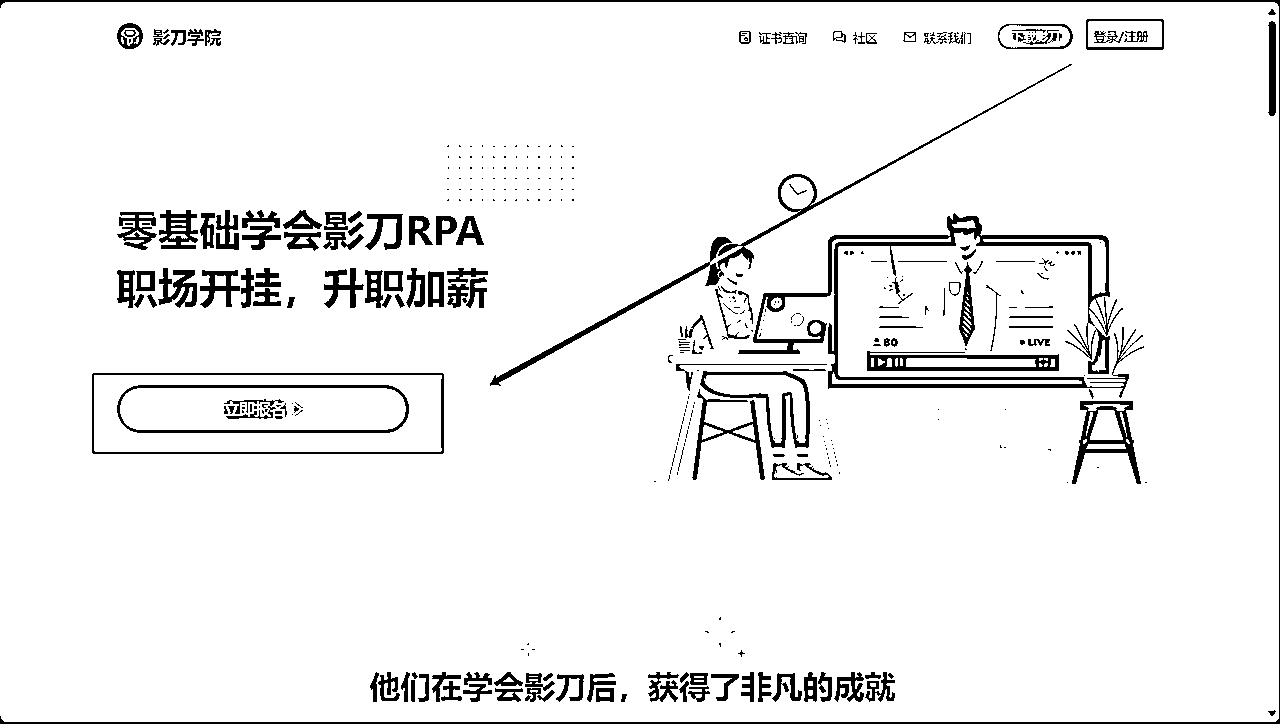 影刀学院
证书查询
社区
联系我们
下载影刀
登录/注册
零基础学会影刀RPA
职场开挂，升职加薪
80
LIVE
立即报名
他们在学会影刀后，获得了非凡的成就